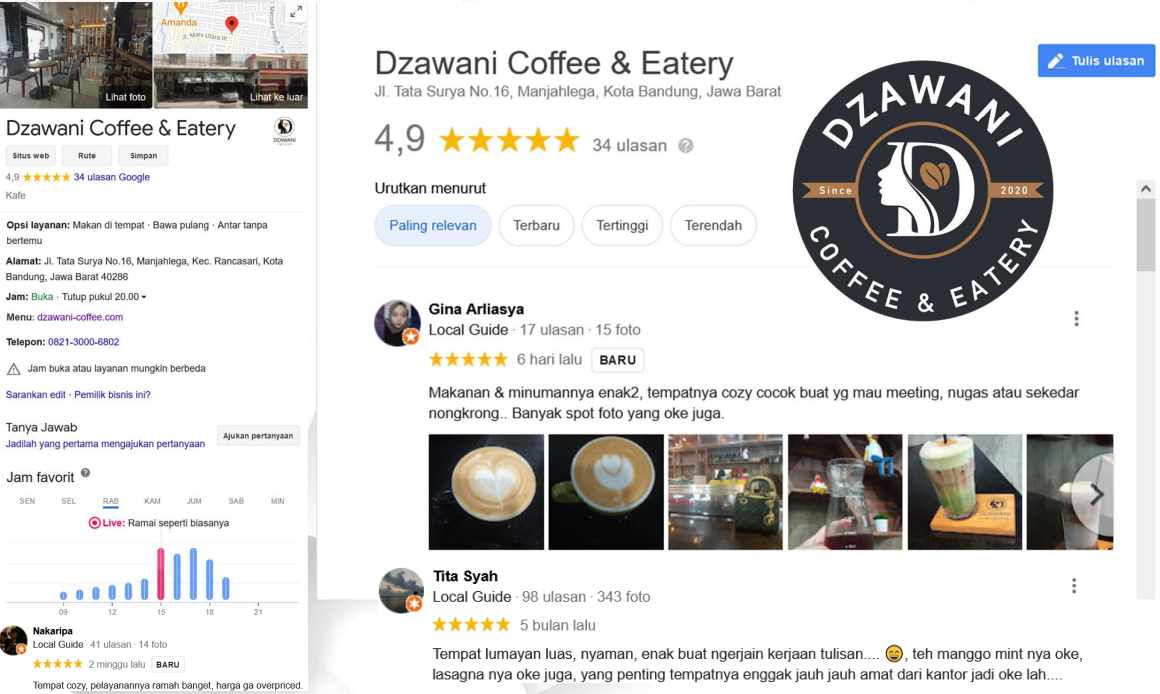 Amanda
Jl. Mars Utara III
Lihat foto
Lihat ke luar
Dzawani Coffee & Eatery
DZAWANI
Situs web
Rute
Simpan
4,9 34 ulasan Google
Kafe
Opsi layanan: Makan di tempat · Bawa pulang · Antar tanpa
bertemu
Alamat: Jl. Tata Surya No.16, Manjahlega, Kec. Rancasari, Kota
Bandung, Jawa Barat 40286
Jam: Buka · Tutup pukul 20.00
Menu: dzawani-coffee.com
Telepon: 0821-3000-6802
Jam buka atau layanan mungkin berbeda
Sarankan edit · Pemilik bisnis ini?
Tanya Jawab
Jadilah yang pertama mengajukan pertanyaan
Ajukan pertanyaan
Jam favorit
SEN SEL RAB KAM JUM SAB MIN
Live: Ramai seperti biasanya
09 12 15 18 21
Nakaripa
Local Guide · 41 ulasan · 14 foto
2 minggu lalu BARU
Tempat cozy, pelayanannya ramah banget, harga ga overpriced.
Dzawani Coffee & Eatery
Jl. Tata Surya No.16, Manjahlega, Kota Bandung, Jawa Barat
4,9 34 ulasan
Tulis ulasan
DZAWANI
Since 2020
COFFEE & EATERY
Urutkan menurut
Paling relevan
Terbaru
Tertinggi
Terendah
Gina Arliasya
Local Guide · 17 ulasan · 15 foto
6 hari lalu BARU
Makanan & minumannya enak2, tempatnya cozy cocok buat yg mau meeting, nugas atau sekedar
nongkrong.. Banyak spot foto yang oke juga.
Tita Syah
Local Guide · 98 ulasan · 343 foto
5 bulan lalu
Tempat lumayan luas, nyaman, enak buat ngerjain kerjaan tulisan.... 😄, teh manggo mint nya oke,
lasagna nya oke juga, yang penting tempatnya enggak jauh jauh amat dari kantor jadi oke lah....